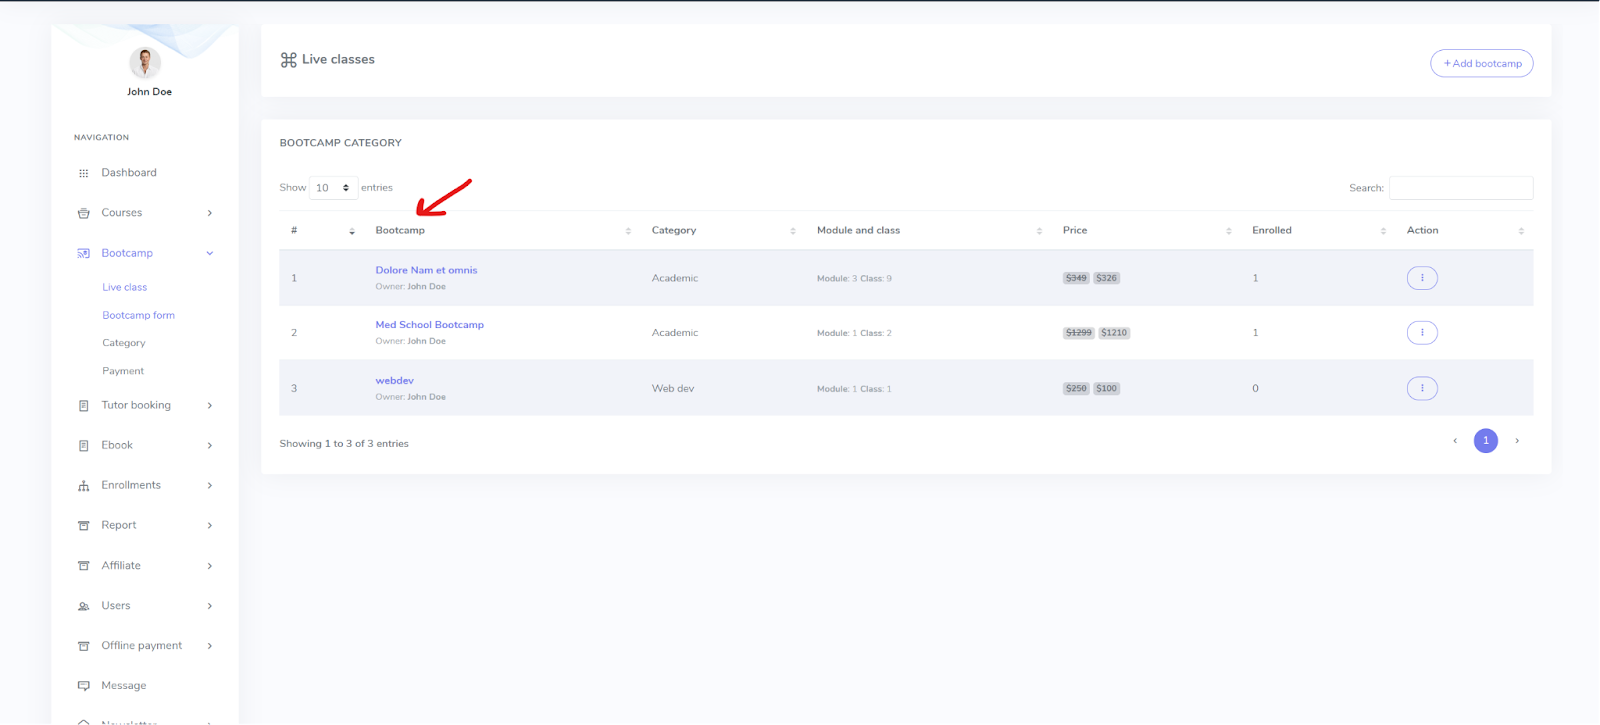 John Doe
NAVIGATION
Dashboard
Courses
Bootcamp
Live class
Bootcamp form
Category
Payment
Tutor booking
Ebook
Enrollments
Report
Affiliate
Users
Offline payment
Message
Newsletter
Live classes
+ Add bootcamp
BOOTCAMP CATEGORY
Show 10 entries
Search:
# Bootcamp Category Module and class Price Enrolled Action
1 Dolore Nam et omnis Academic Module: 3 Class: 9 $349 $326 1
Owner: John Doe
2 Med School Bootcamp Academic Module: 1 Class: 2 $1299 $1210 1
Owner: John Doe
3 webdev Web dev Module: 1 Class: 1 $250 $100 0
Owner: John Doe
Showing 1 to 3 of 3 entries
‹ 1 ›